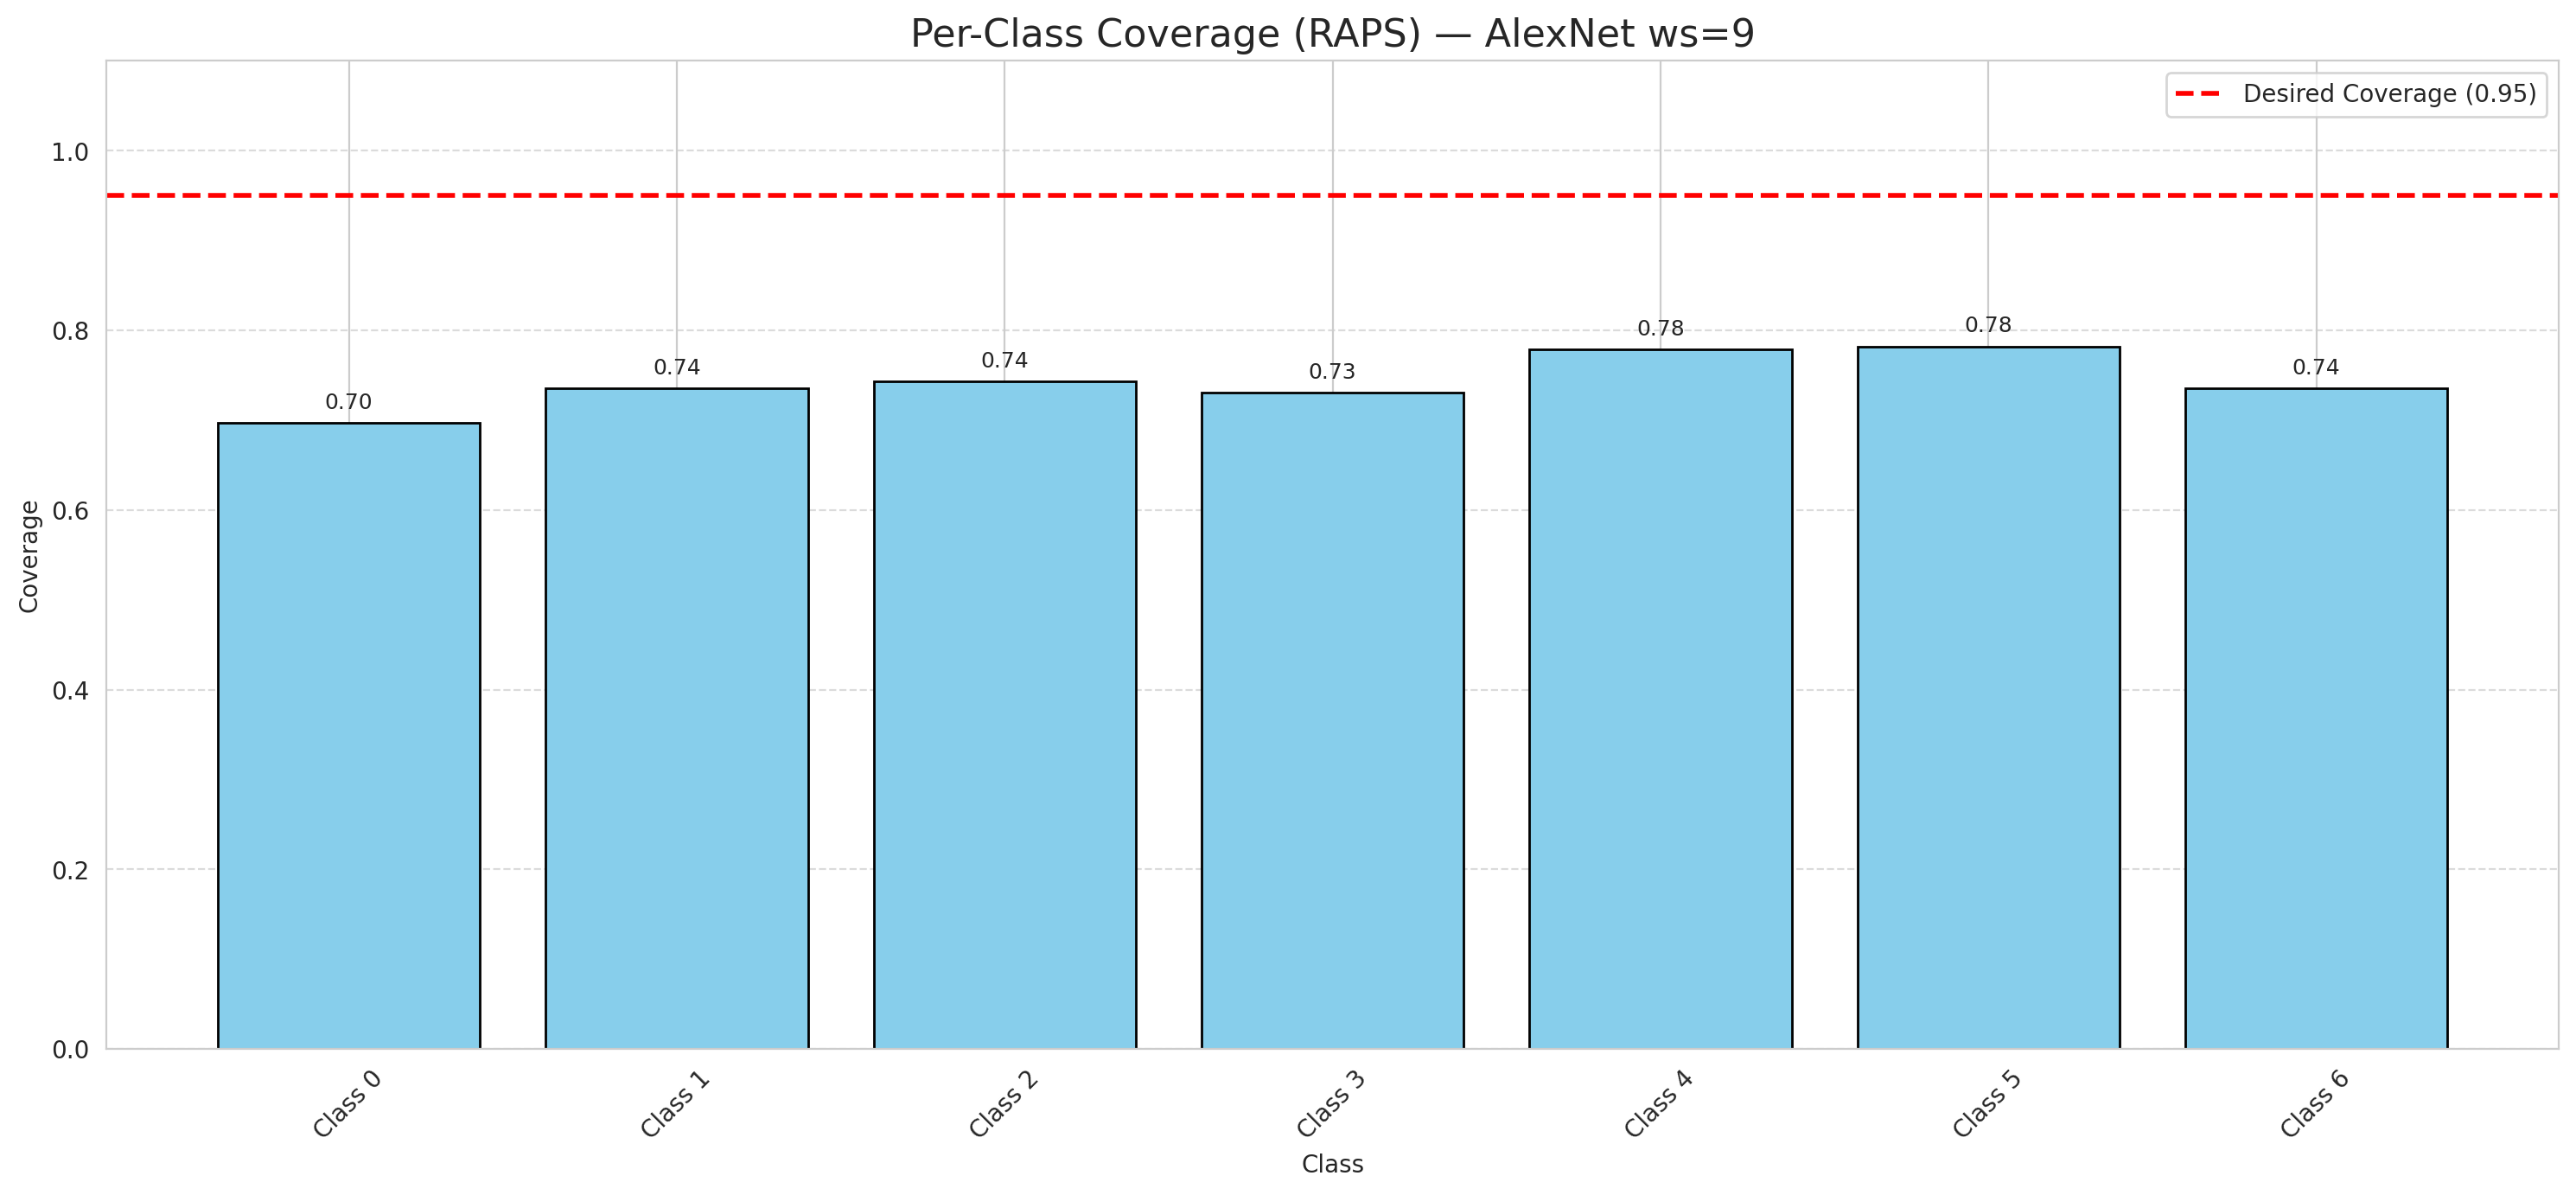 Per-Class Coverage (RAPS) — AlexNet ws=9
Desired Coverage (0.95)
1.0
0.8
0.6
0.4
0.2
0.0
Coverage
0.70
0.74
0.74
0.73
0.78
0.78
0.74
Class 0
Class 1
Class 2
Class 3
Class 4
Class 5
Class 6
Class